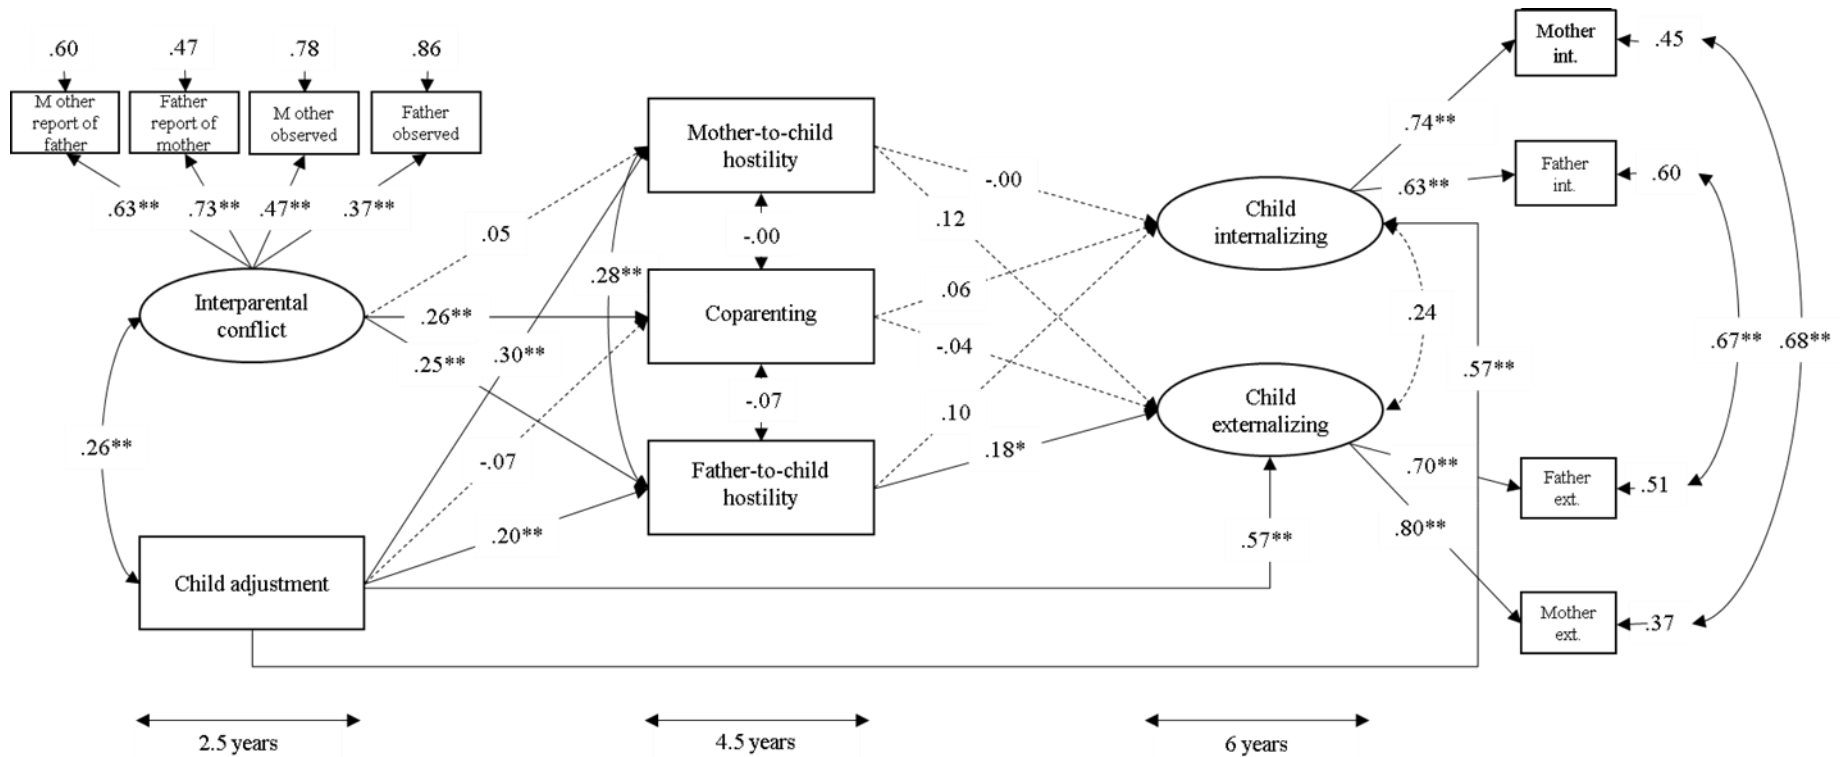 .60
.47
.78
.86
M other
report of
father
Father
report of
mother
M other
observed
Father
observed
.63**
.73**
.47**
.37**
Interparental
conflict
.26**
Child adjustment
.05
.26**
.25**
.30**
-.07
.20**
.28**
Mother-to-child
hostility
-.00
Coparenting
-.07
Father-to-child
hostility
-.00
.12
.06
-.04
.10
.18*
Child
internalizing
.24
Child
externalizing
.57**
.57**
.74**
.63**
.70**
.80**
Mother
int.
.45
Father
int.
.60
.67**
.68**
Father
ext.
.51
Mother
ext.
.37
2.5 years
4.5 years
6 years